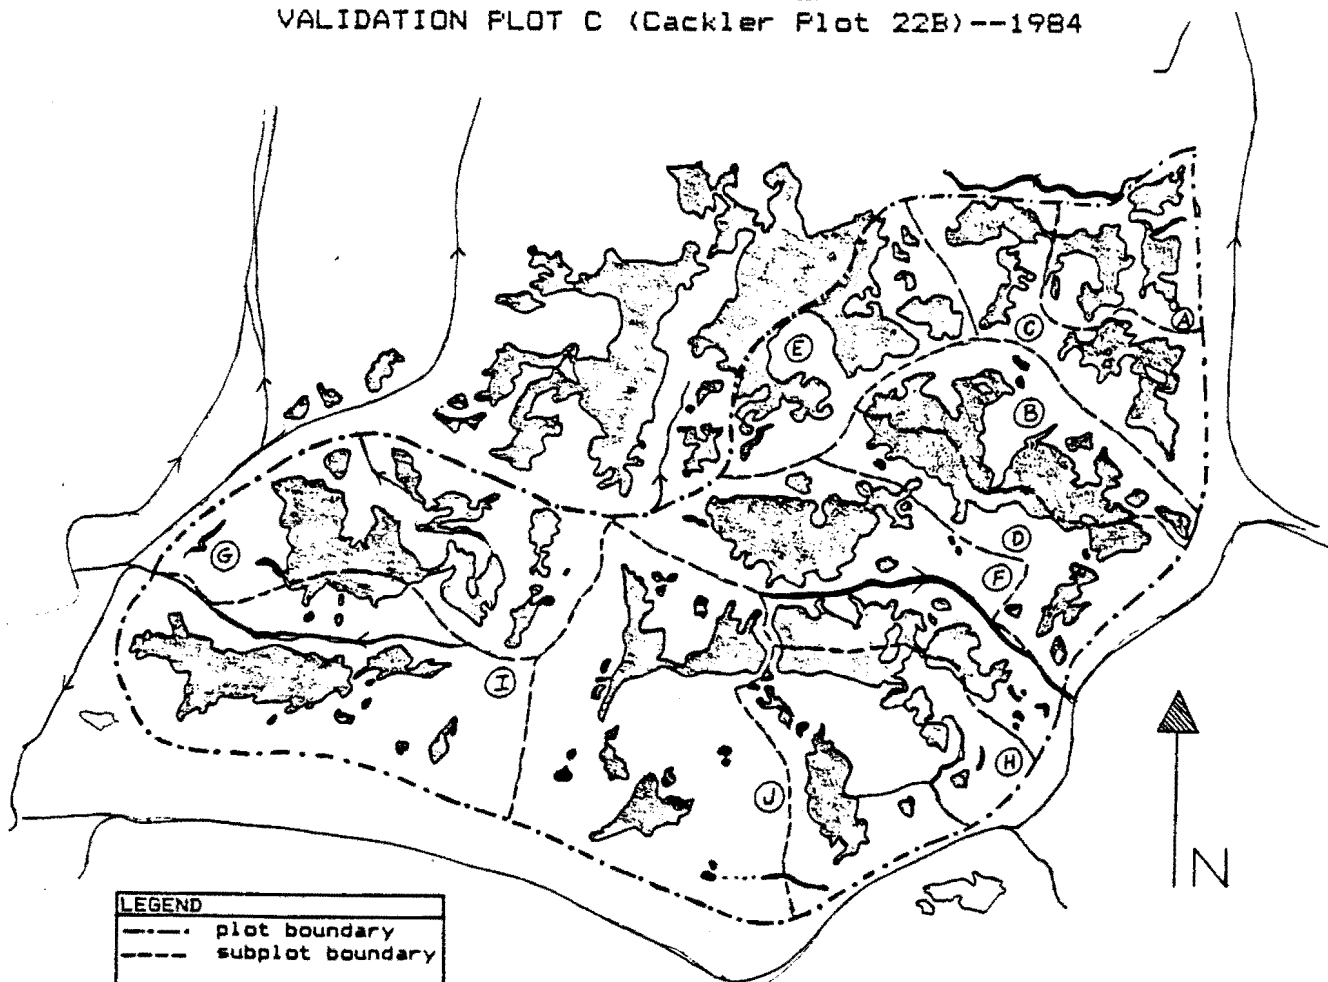 VALIDATION PLOT C (Cackler Plot 22B)--1984
A
C
E
B
D
F
G
I
H
J
N
LEGEND
plot boundary
subplot boundary